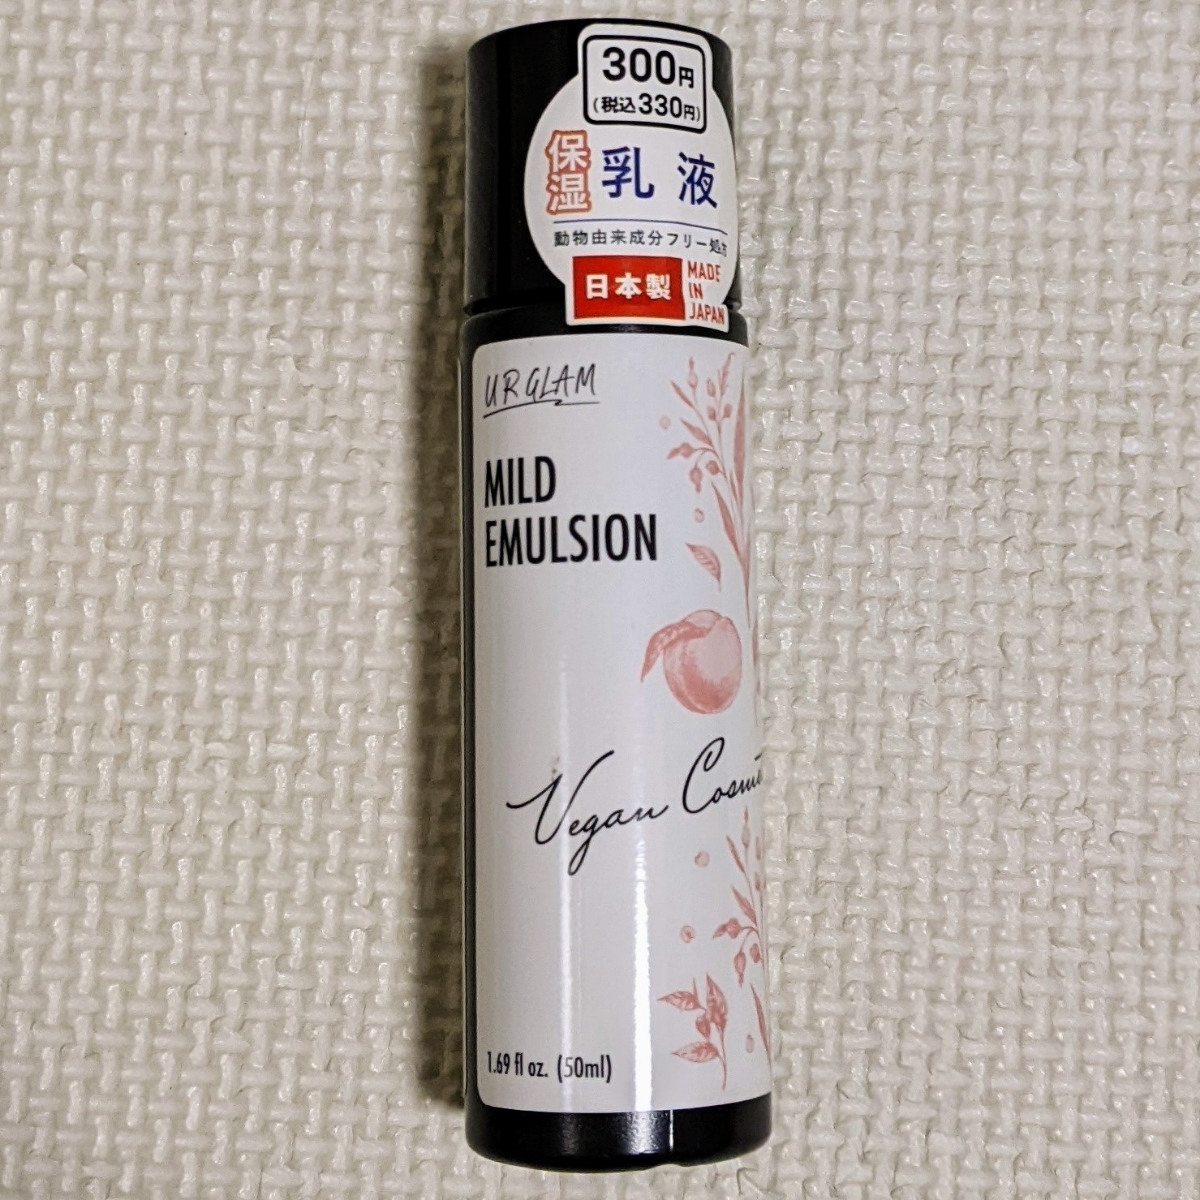 300円
(税込330円)
保湿 乳液
動物由来成分フリー処方
日本製 MADE IN JAPAN
URGLAM
MILD
EMULSION
Vegan
1.69 fl oz. (50ml)